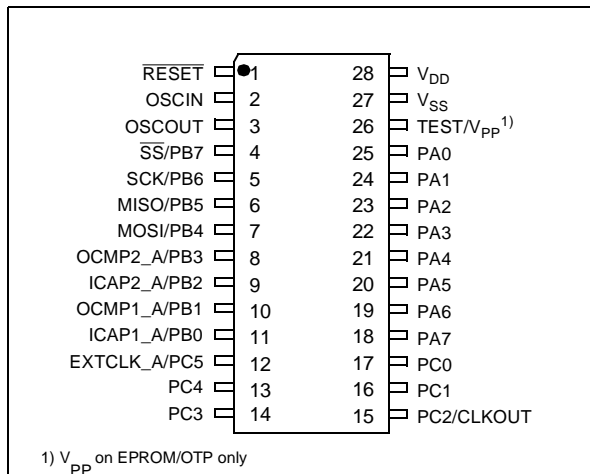 RESET 1 28 VDD
OSCIN 2 27 VSS
OSCOUT 3 26 TEST/VPP1)
SS/PB7 4 25 PA0
SCK/PB6 5 24 PA1
MISO/PB5 6 23 PA2
MOSI/PB4 7 22 PA3
OCMP2_A/PB3 8 21 PA4
ICAP2_A/PB2 9 20 PA5
OCMP1_A/PB1 10 19 PA6
ICAP1_A/PB0 11 18 PA7
EXTCLK_A/PC5 12 17 PC0
PC4 13 16 PC1
PC3 14 15 PC2/CLKOUT
1) VPP on EPROM/OTP only